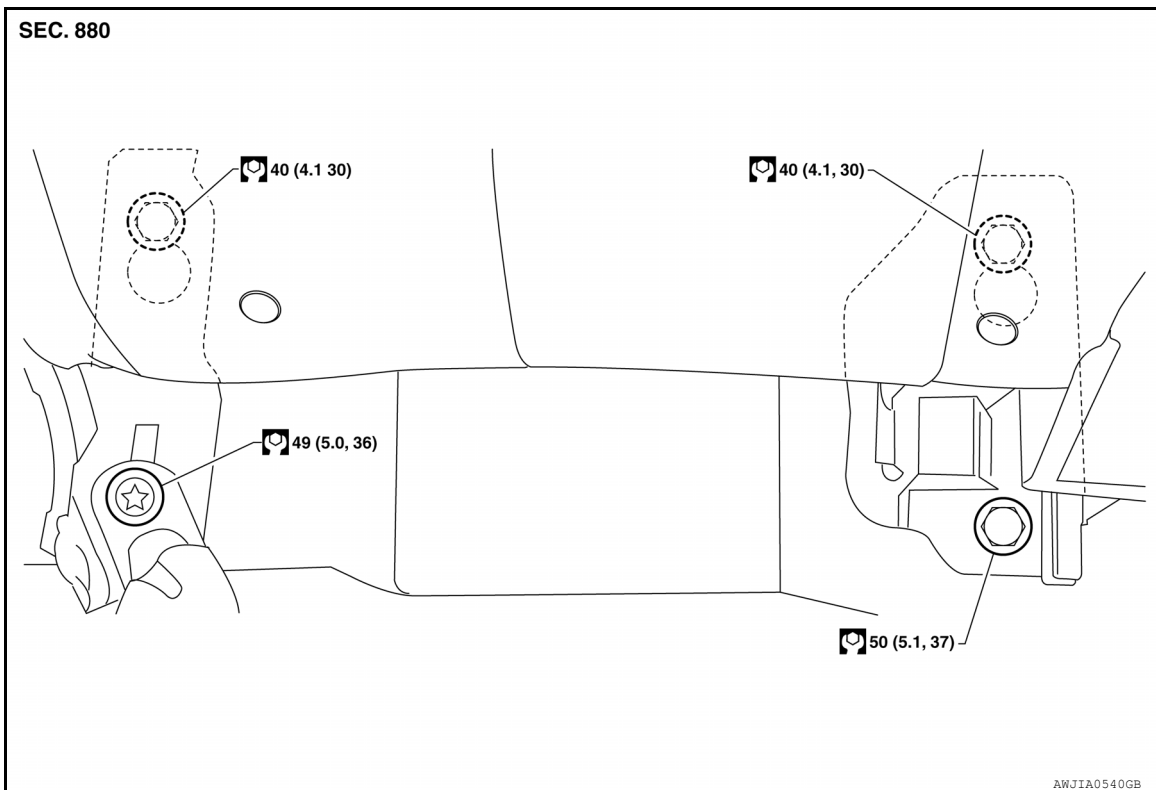 SEC. 880
40 (4.1 30)
40 (4.1, 30)
49 (5.0, 36)
50 (5.1, 37)
AWJIA0540GB